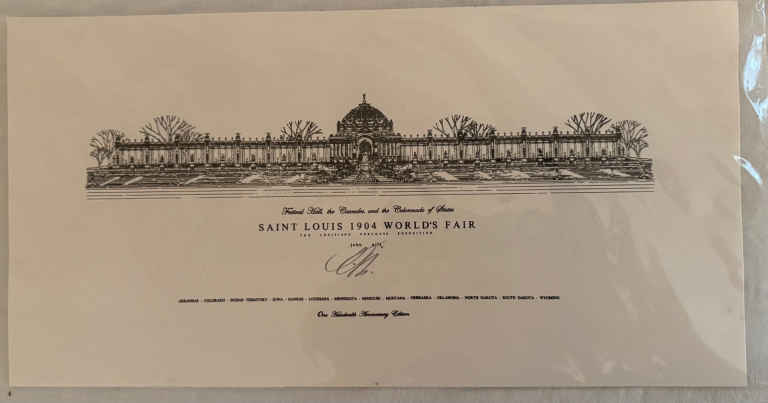 Festival Hall, the Cascades, and the Colonnade of States
SAINT LOUIS 1904 WORLD'S FAIR
THE LOUISIANA PURCHASE EXPOSITION
ARKANSAS - COLORADO - INDIAN TERRITORY - IOWA - KANSAS - LOUISIANA - MINNESOTA - MISSOURI - MONTANA - NEBRASKA - OKLAHOMA - NORTH DAKOTA - SOUTH DAKOTA - WYOMING
One Hundredth Anniversary Edition